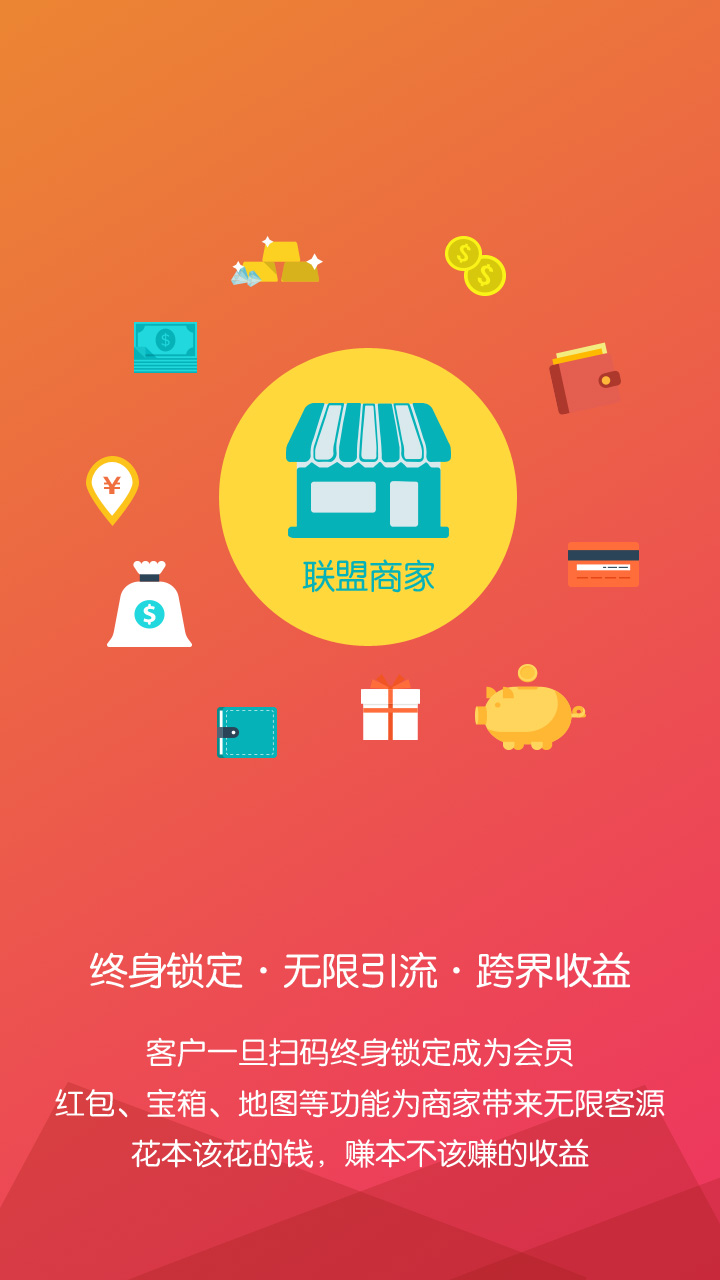 $
$
$
¥
$
联盟商家
终身锁定·无限引流·跨界收益
客户一旦扫码终身锁定成为会员
红包、宝箱、地图等功能为商家带来无限客源
花本该花的钱，赚本不该赚的收益